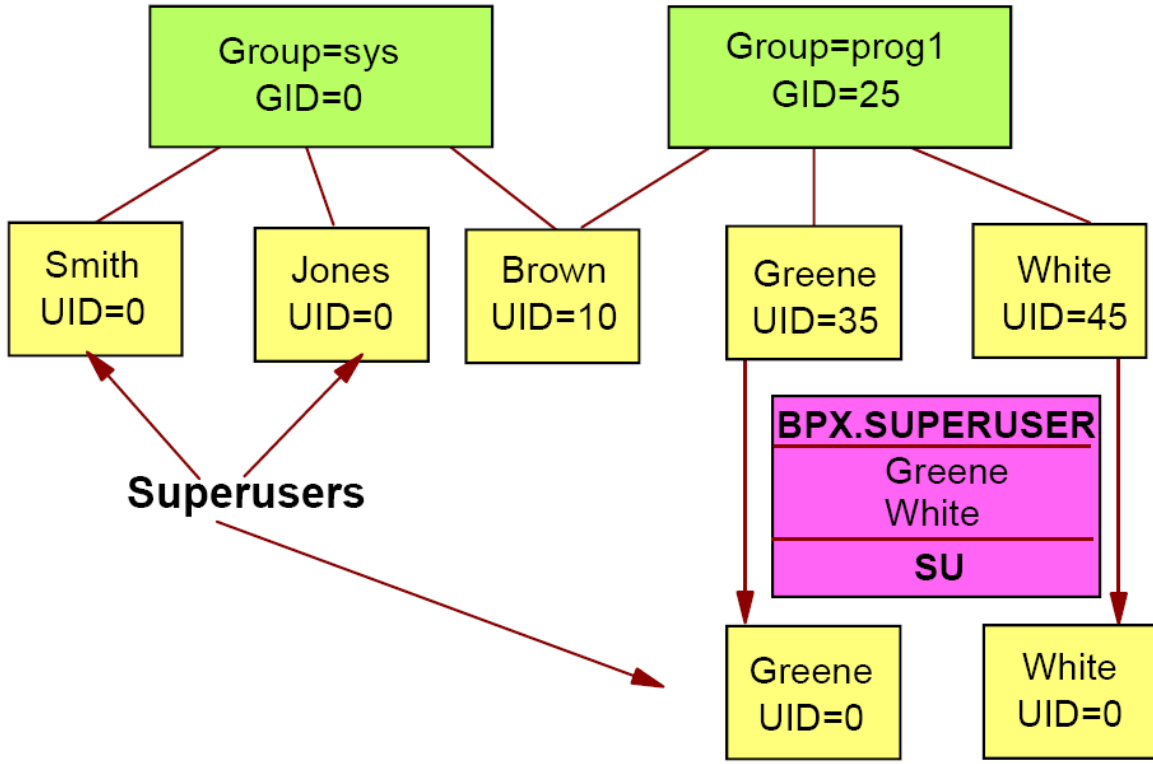 Group=sys
GID=0
Group=prog1
GID=25
Smith
UID=0
Jones
UID=0
Brown
UID=10
Greene
UID=35
White
UID=45
BPX.SUPERUSER
Greene
White
SU
Superusers
Greene
UID=0
White
UID=0